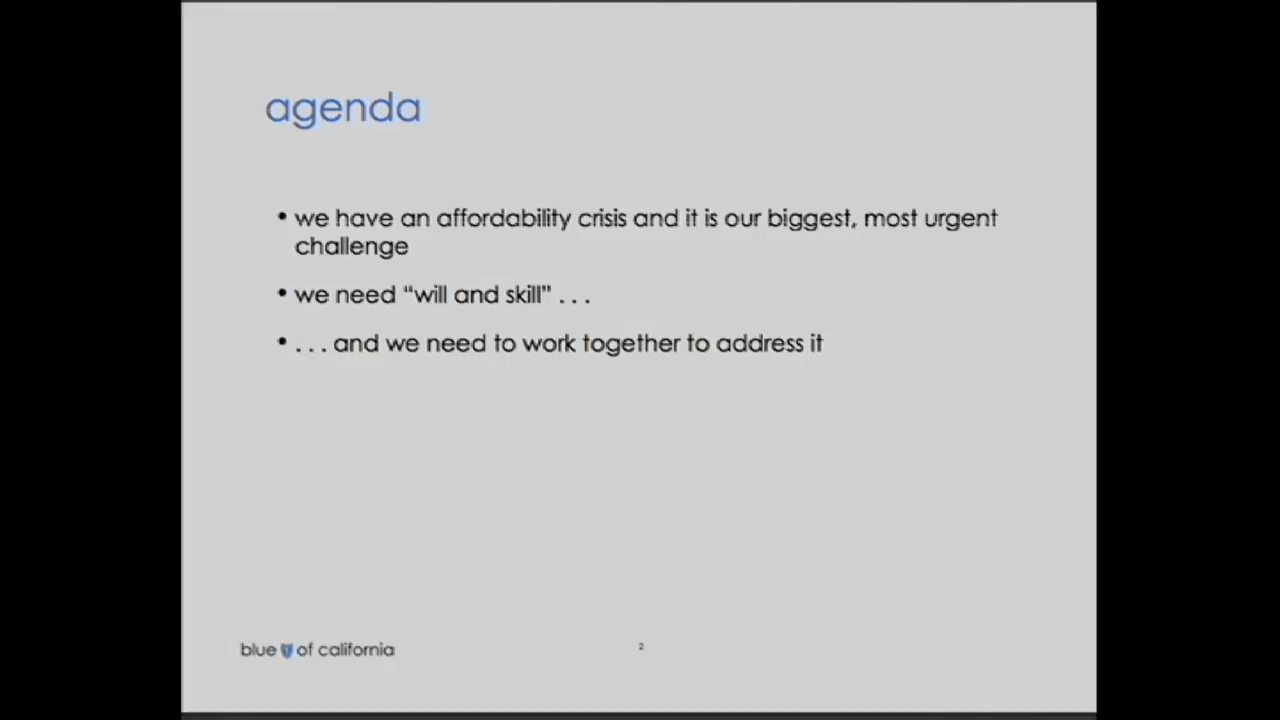 agenda
• we have an affordability crisis and it is our biggest, most urgent
challenge
• we need “will and skill” . . .
• . . . and we need to work together to address it
blue of california
2